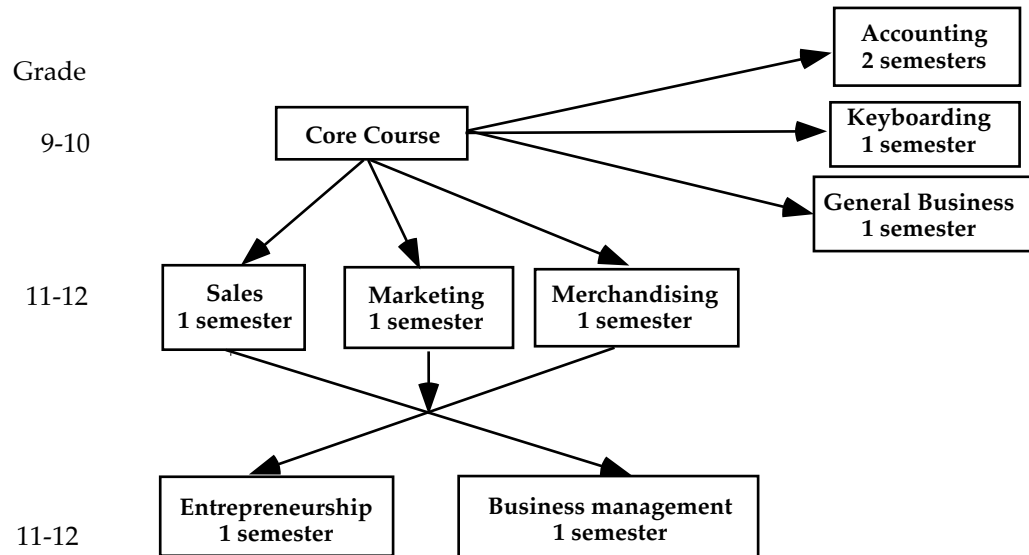 Accounting
2 semesters
Grade
Core Course
9-10
Keyboarding
1 semester
General Business
1 semester
11-12
Sales
1 semester
Marketing
1 semester
Merchandising
1 semester
Entrepreneurship
1 semester
Business management
1 semester
11-12